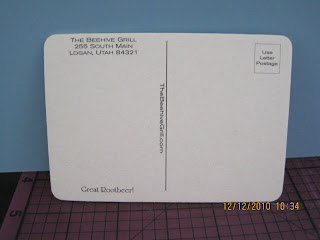 The Beehive Grill
255 South Main
Logan, Utah 84321
Use
Letter
Postage
TheBeehiveGrill.com
Great Rootbeer!
12/12/2010 10:34
5